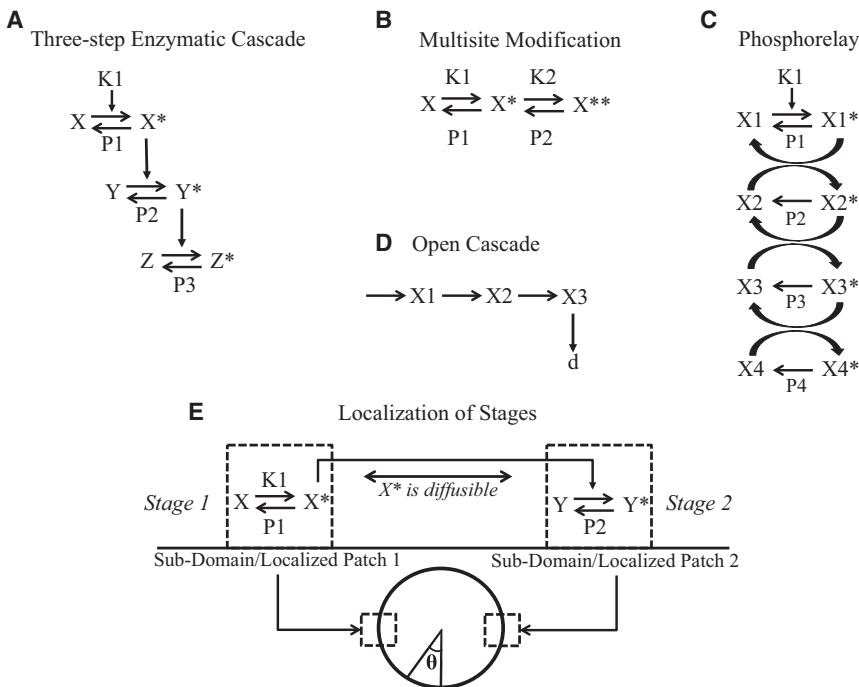 A
Three-step Enzymatic Cascade
K1
X X*
P1
Y Y*
P2
Z Z*
P3
B
Multisite Modification
K1 K2
X X* X**
P1 P2
C
Phosphorelay
K1
X1 X1*
P1
X2 X2*
P2
X3 X3*
P3
X4 X4*
P4
D Open Cascade
X1 X2 X3
d
E Localization of Stages
Stage 1
K1
X X*
P1
X* is diffusible
Y Y*
P2
Stage 2
Sub-Domain/Localized Patch 1
Sub-Domain/Localized Patch 2
θ